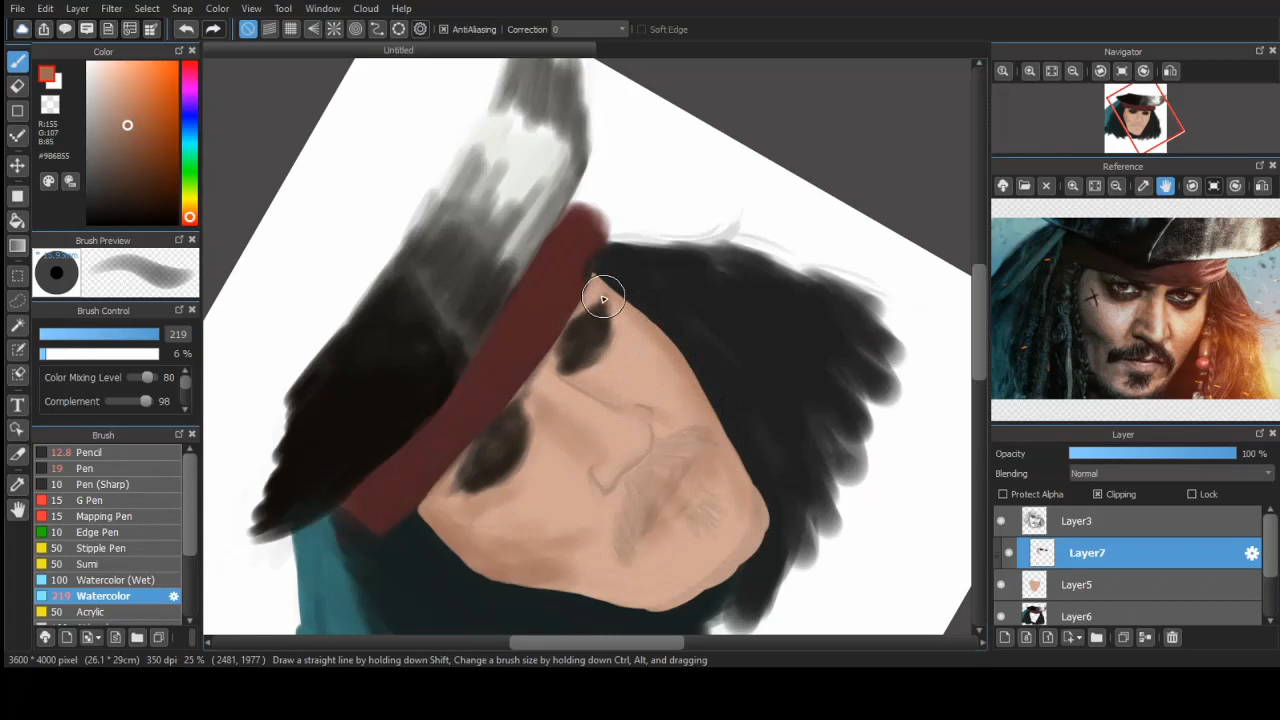 File Edit Layer Filter Select Snap Color View Tool Window Cloud Help
AntiAliasing Correction 0 Soft Edge
Color
Untitled
Navigator
R:155
G:107
B:85
#9B6B55
Reference
Brush Preview
* 15.9mm
Brush Control
219
6 %
Color Mixing Level 80
Complement 98
Brush
12.8 Pencil
19 Pen
10 Pen (Sharp)
15 G Pen
15 Mapping Pen
10 Edge Pen
50 Stipple Pen
50 Sumi
100 Watercolor (Wet)
219 Watercolor
50 Acrylic
Layer
Opacity 100 %
Blending Normal
Protect Alpha Clipping Lock
Layer3
Layer7
Layer5
Layer6
3600 * 4000 pixel (26.1 * 29cm) 350 dpi 25 % ( 2481, 1977 ) Draw a straight line by holding down Shift, Change a brush size by holding down Ctrl, Alt, and dragging